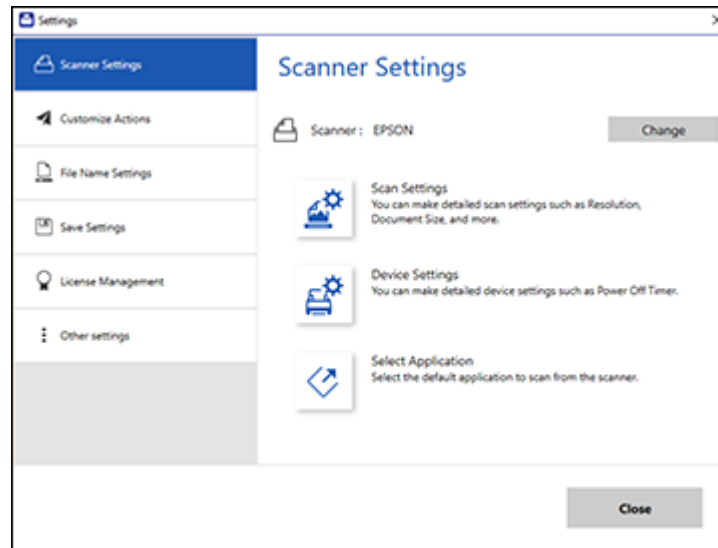 Settings
Scanner Settings
Customize Actions
File Name Settings
Save Settings
License Management
Other settings
Scanner Settings
Scanner : EPSON
Change
Scan Settings
You can make detailed scan settings such as Resolution,
Document Size, and more.
Device Settings
You can make detailed device settings such as Power Off Timer.
Select Application
Select the default application to scan from the scanner.
Close